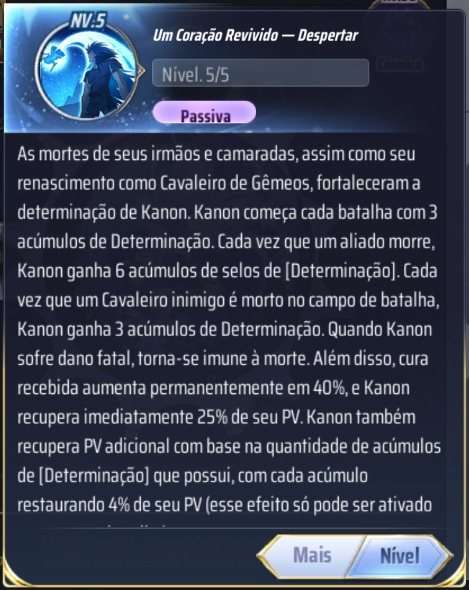 NV.5
Um Coração Revivido — Despertar
Nível. 5/5
Passiva
As mortes de seus irmãos e camaradas, assim como seu
renascimento como Cavaleiro de Gêmeos, fortaleceram a
determinação de Kanon. Kanon começa cada batalha com 3
acúmulos de Determinação. Cada vez que um aliado morre,
Kanon ganha 6 acúmulos de selos de [Determinação]. Cada
vez que um Cavaleiro inimigo é morto no campo de batalha,
Kanon ganha 3 acúmulos de Determinação. Quando Kanon
sofre dano fatal, torna-se imune à morte. Além disso, cura
recebida aumenta permanentemente em 40%, e Kanon
recupera imediatamente 25% de seu PV. Kanon também
recupera PV adicional com base na quantidade de acúmulos
de [Determinação] que possui, com cada acúmulo
restaurando 4% de seu PV (esse efeito só pode ser ativado
Mais
Nível